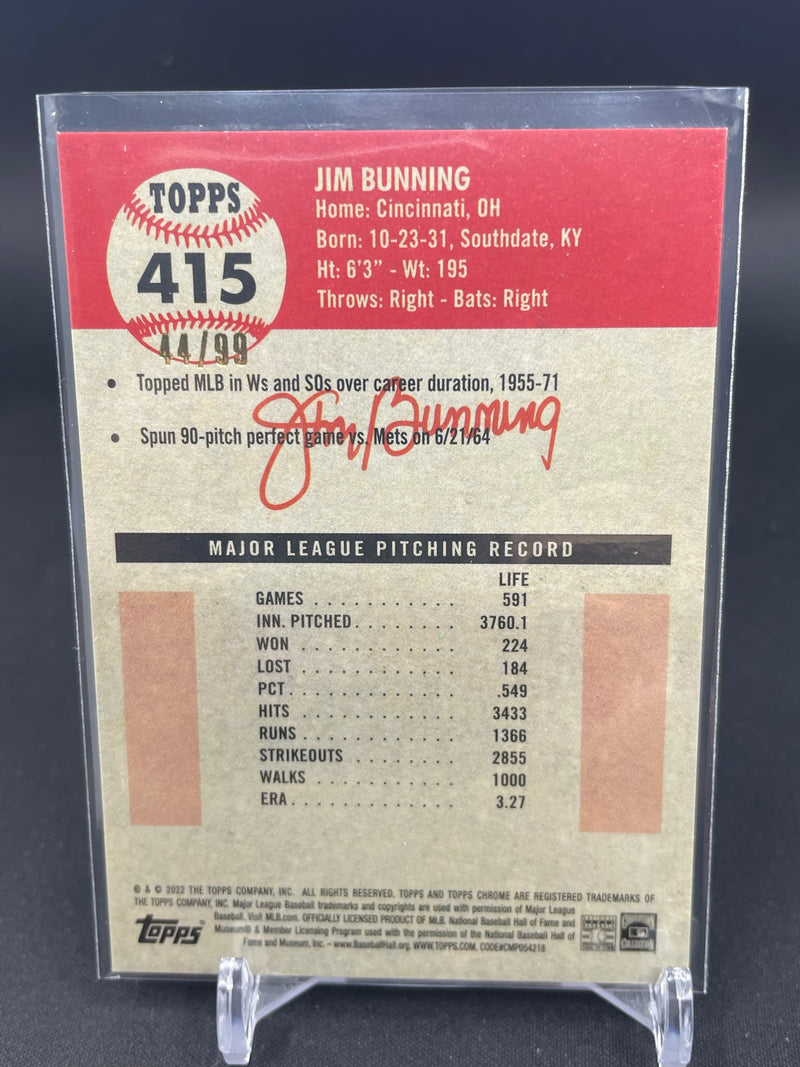 TOPPS
415
44/99
JIM BUNNING
Home: Cincinnati, OH
Born: 10-23-31, Southdate, KY
Ht: 6'3" - Wt: 195
Throws: Right - Bats: Right
• Topped MLB in Ws and SOs over career duration, 1955-71
• Spun 90-pitch perfect game vs. Mets on 6/21/64
Jim Bunning
MAJOR LEAGUE PITCHING RECORD
LIFE
GAMES . . . . . . . . . . . 591
INN. PITCHED . . . . . . . . 3760.1
WON . . . . . . . . . . . . 224
LOST . . . . . . . . . . . . 184
PCT. . . . . . . . . . . . . .549
HITS . . . . . . . . . . . . 3433
RUNS . . . . . . . . . . . . 1366
STRIKEOUTS . . . . . . . . 2855
WALKS . . . . . . . . . . . 1000
ERA . . . . . . . . . . . . . 3.27
® & © 2022 THE TOPPS COMPANY, INC. ALL RIGHTS RESERVED. TOPPS AND TOPPS CHROME ARE REGISTERED TRADEMARKS OF
THE TOPPS COMPANY, INC. Major League Baseball trademarks and copyrights are used with permission of Major League
Baseball. Visit MLB.com. OFFICIALLY LICENSED PRODUCT OF MLB. National Baseball Hall of Fame and
Museum® & Member Licensing Program used with the permission of the National Baseball Hall of
Fame and Museum, Inc. – www.BaseballHall.org. WWW.TOPPS.COM. CODE#CMP054218
topps
COLLECTION